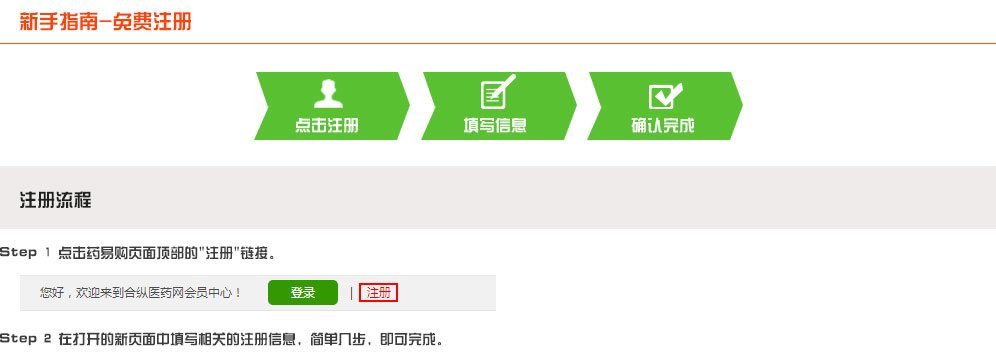 新手指南-免费注册
点击注册 填写信息 确认完成
注册流程
Step 1 点击药易购页面顶部的"注册"链接。
您好，欢迎来到合纵医药网会员中心！ 登录 | 注册
Step 2 在打开的新页面中填写相关的注册信息，简单几步，即可完成。